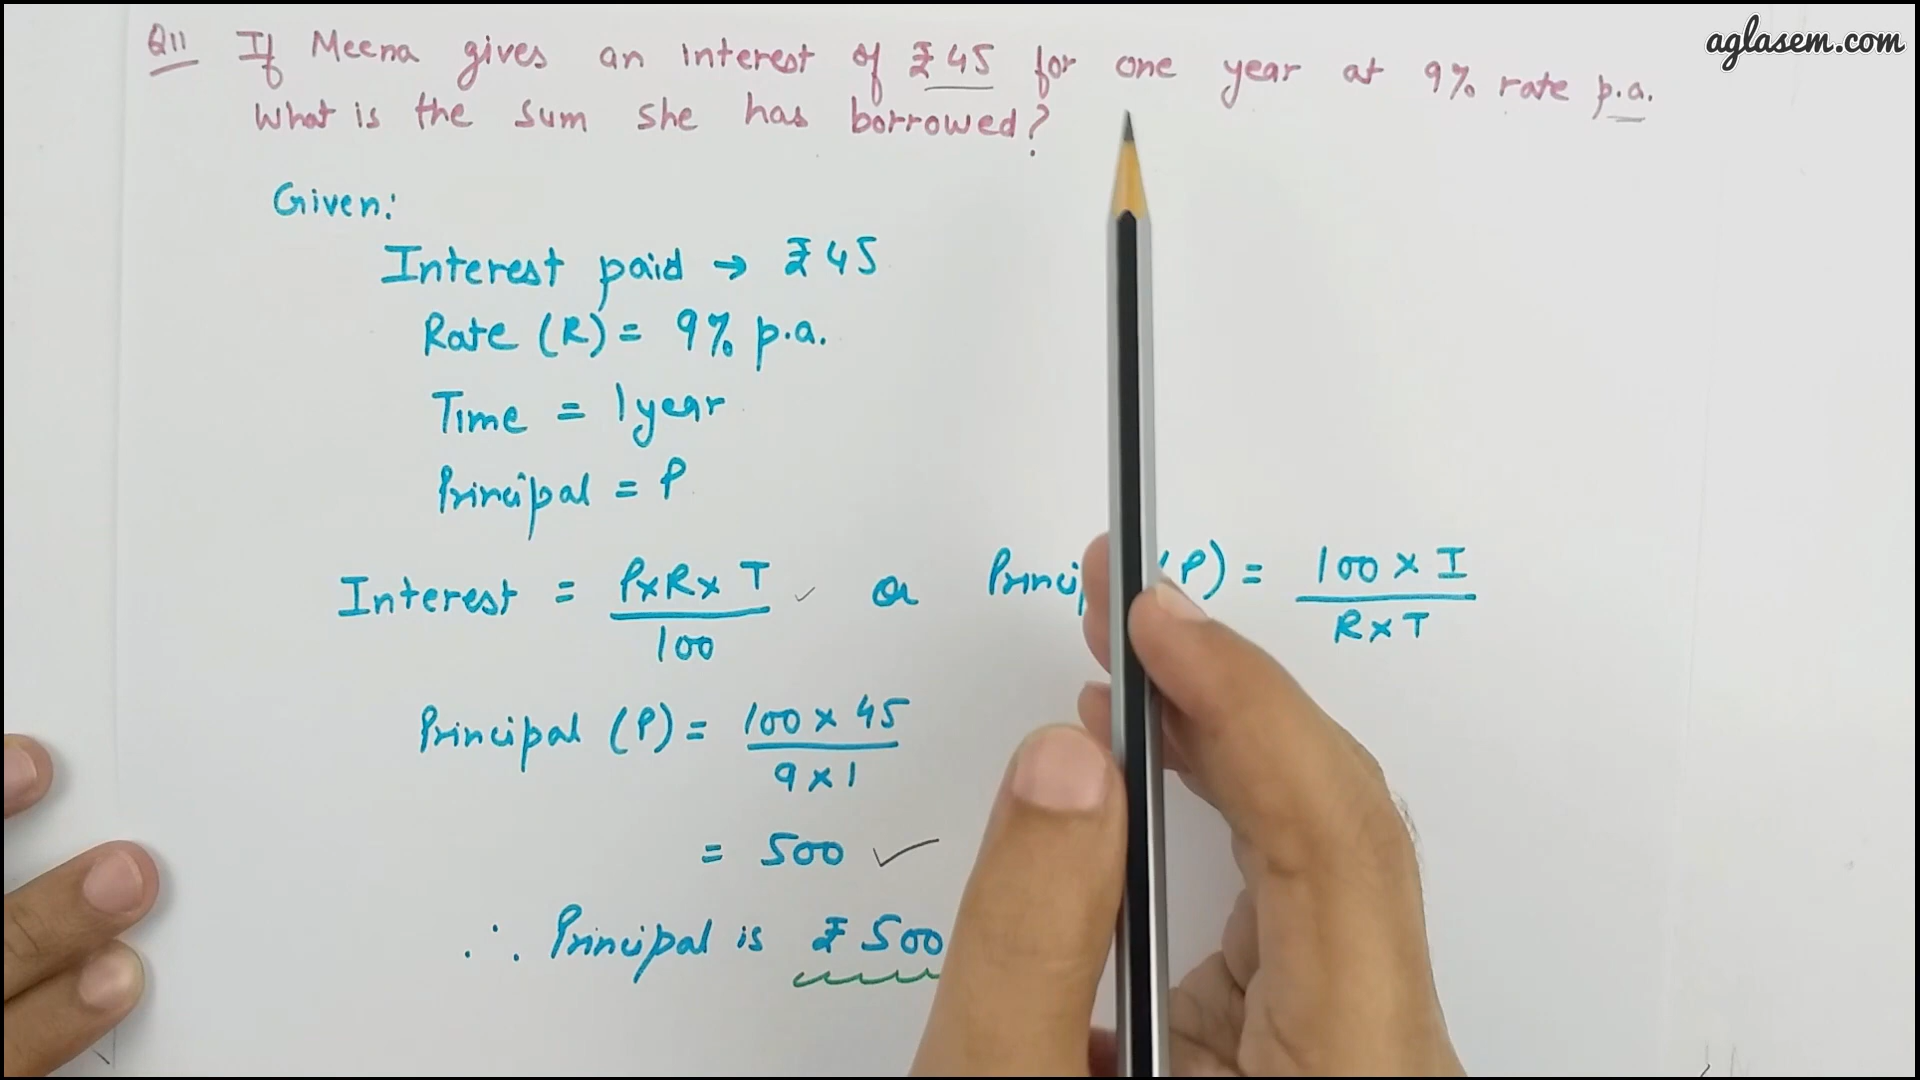 aglasem.com
Q11 If Meena gives an interest of ₹45 for one year at 9% rate p.a.
What is the sum she has borrowed?
Given:
Interest paid → ₹45
Rate (R) = 9% p.a.
Time = 1 year
Principal = P
Interest = P×R×T / 100 or (P) = 100×I / R×T
Principal (P) = 100×45 / 9×1
= 500 ✓
∴ Principal is ₹500